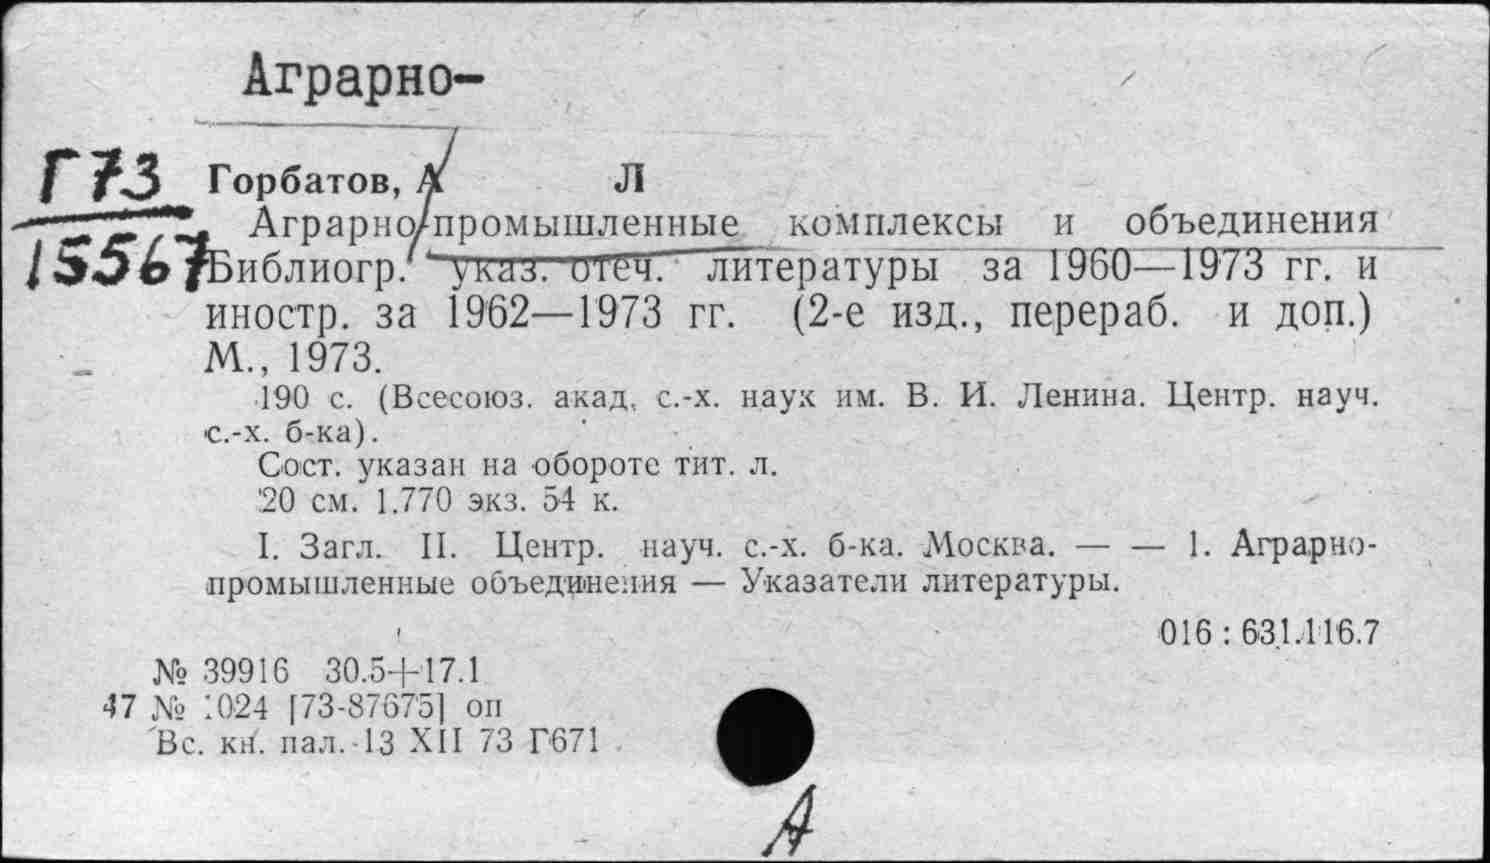 Аграрно-
Г73
15567
Горбатов, А Л
Аграрно-промышленные комплексы и объединения
Библиогр. указ. отеч. литературы за 1960—1973 гг. и
иностр. за 1962—1973 гг. (2-е изд., перераб. и доп.)
М., 1973.
190 с. (Всесоюз. акад. с.-х. наук им. В. И. Ленина. Центр. науч.
с.-х. б-ка).
Сост. указан на обороте тит. л.
20 см. 1.770 экз. 54 к.
I. Загл. II. Центр. науч. с.-х. б-ка. Москва. — — 1. Аграрно-
промышленные объединения — Указатели литературы.
016 : 631.116.7
№ 39916 30.5+17.1
47 № 1024 [73-87675] оп
Вс. кн. пал. 13 XII 73 Г671
А